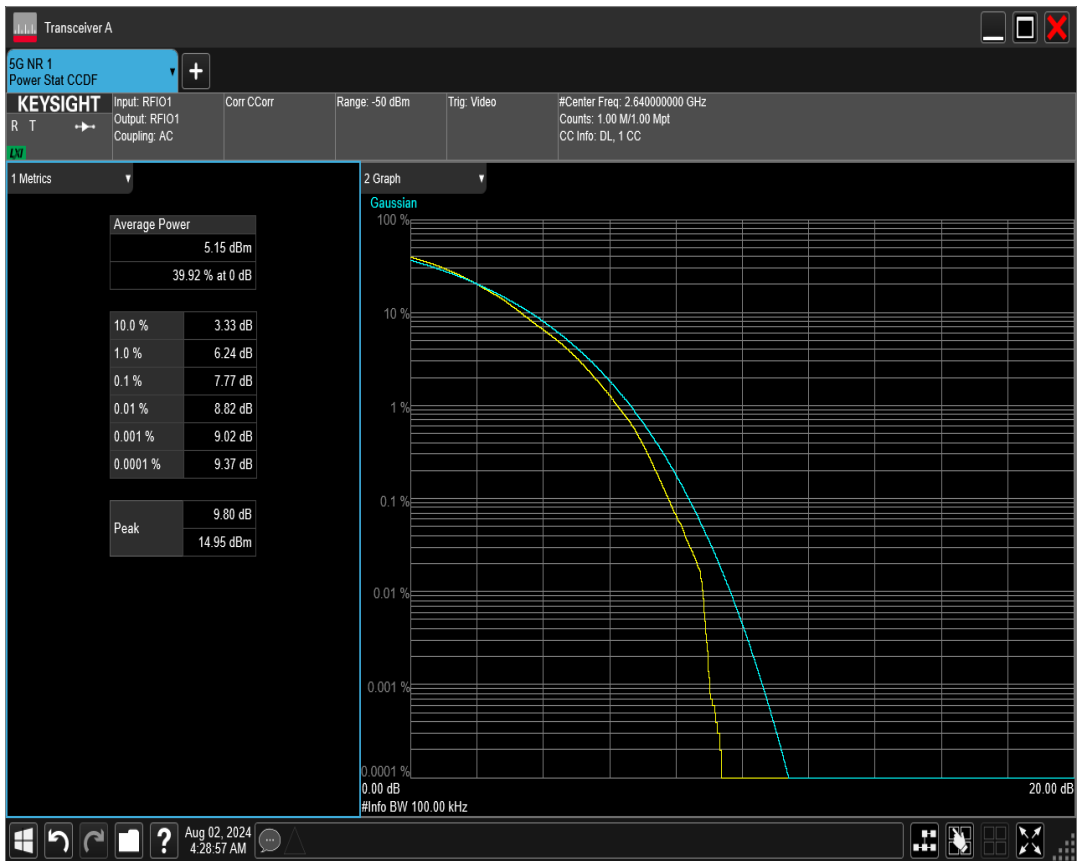 Transceiver A
5G NR 1
Power Stat CCDF
KEYSIGHT
R T
LXI
Input: RFIO1
Output: RFIO1
Coupling: AC
Corr CCorr
Range: -50 dBm
Trig: Video
#Center Freq: 2.640000000 GHz
Counts: 1.00 M/1.00 Mpt
CC Info: DL, 1 CC
1 Metrics
Average Power
5.15 dBm
39.92 % at 0 dB
10.0 % 3.33 dB
1.0 % 6.24 dB
0.1 % 7.77 dB
0.01 % 8.82 dB
0.001 % 9.02 dB
0.0001 % 9.37 dB
Peak
9.80 dB
14.95 dBm
2 Graph
Gaussian
100 %
10 %
1 %
0.1 %
0.01 %
0.001 %
0.0001 %
0.00 dB 20.00 dB
#Info BW 100.00 kHz
Aug 02, 2024
4:28:57 AM